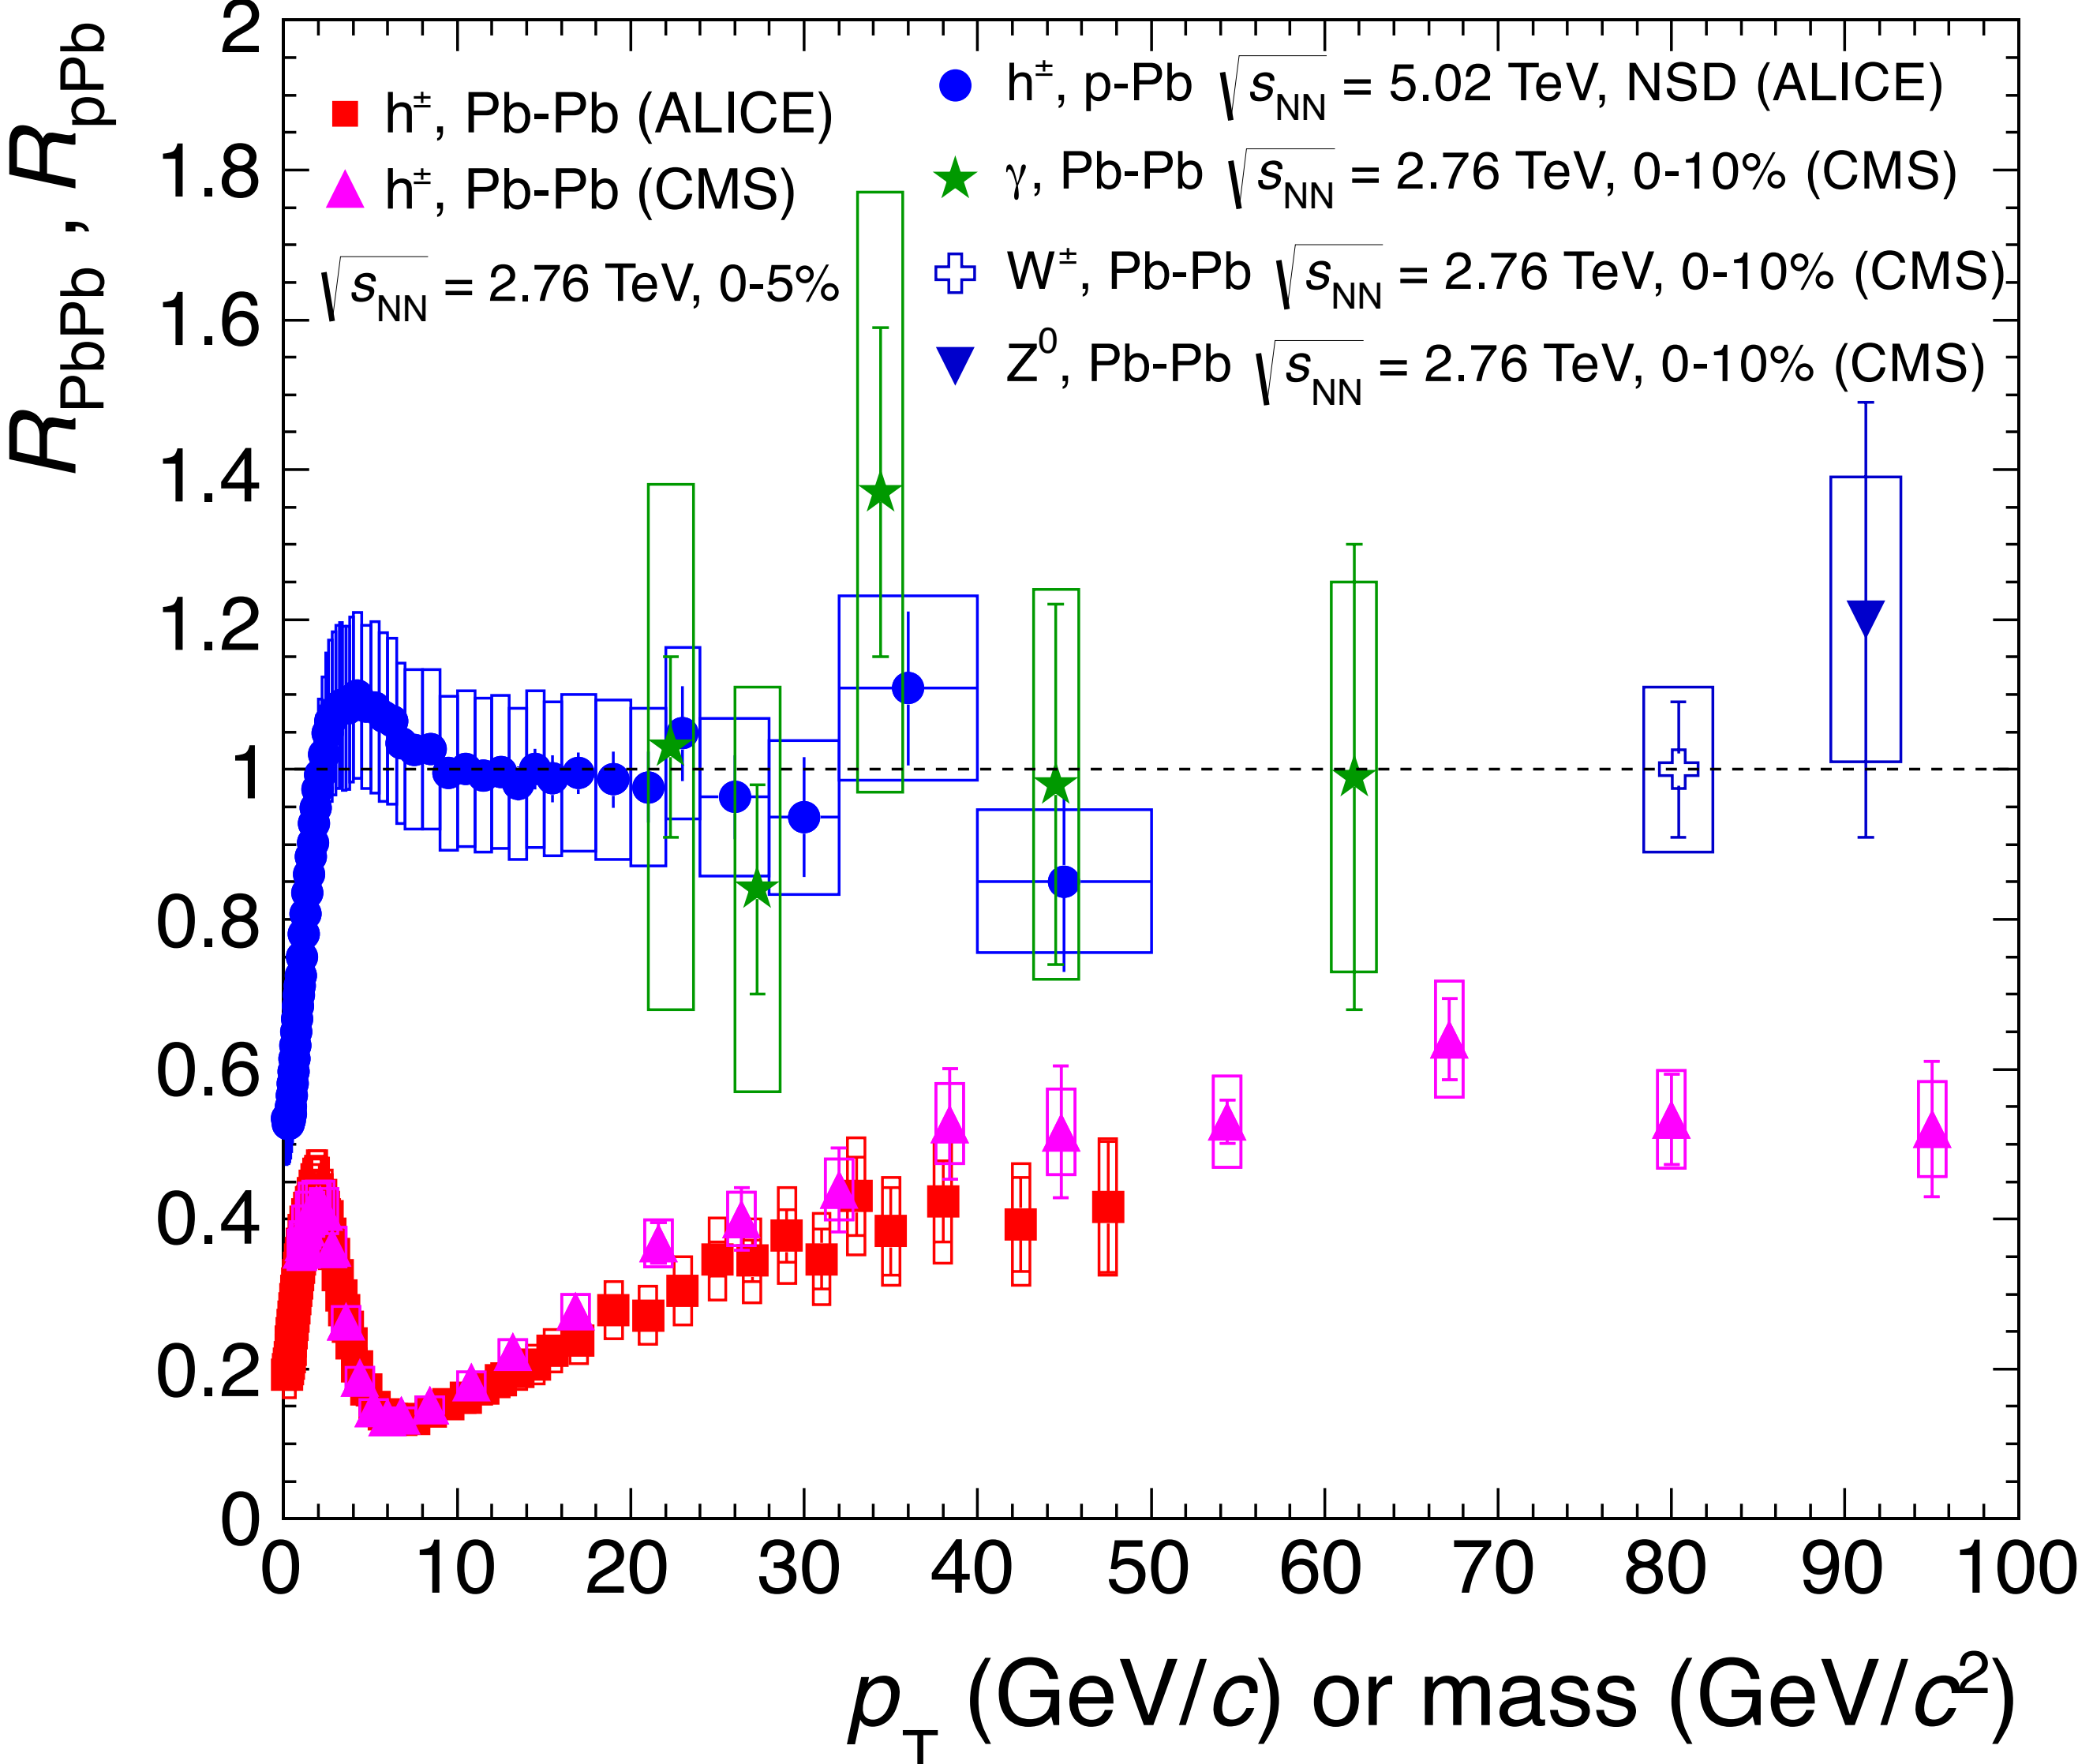 R_PbPb , R_pPb
h±, Pb-Pb (ALICE)
h±, Pb-Pb (CMS)
√s_NN = 2.76 TeV, 0-5%
h±, p-Pb √s_NN = 5.02 TeV, NSD (ALICE)
γ, Pb-Pb √s_NN = 2.76 TeV, 0-10% (CMS)
W±, Pb-Pb √s_NN = 2.76 TeV, 0-10% (CMS)
Z⁰, Pb-Pb √s_NN = 2.76 TeV, 0-10% (CMS)
2
1.8
1.6
1.4
1.2
1
0.8
0.6
0.4
0.2
0
0 10 20 30 40 50 60 70 80 90 100
p_T (GeV/c) or mass (GeV/c²)